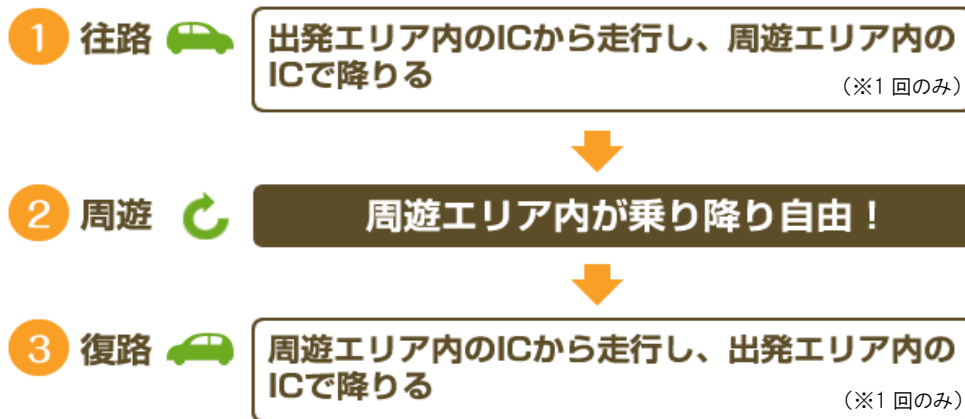 1 往路 出発エリア内のICから走行し、周遊エリア内の
ICで降りる
(※1 回のみ)
2 周遊 周遊エリア内が乗り降り自由！
3 復路 周遊エリア内のICから走行し、出発エリア内の
ICで降りる
(※1 回のみ)